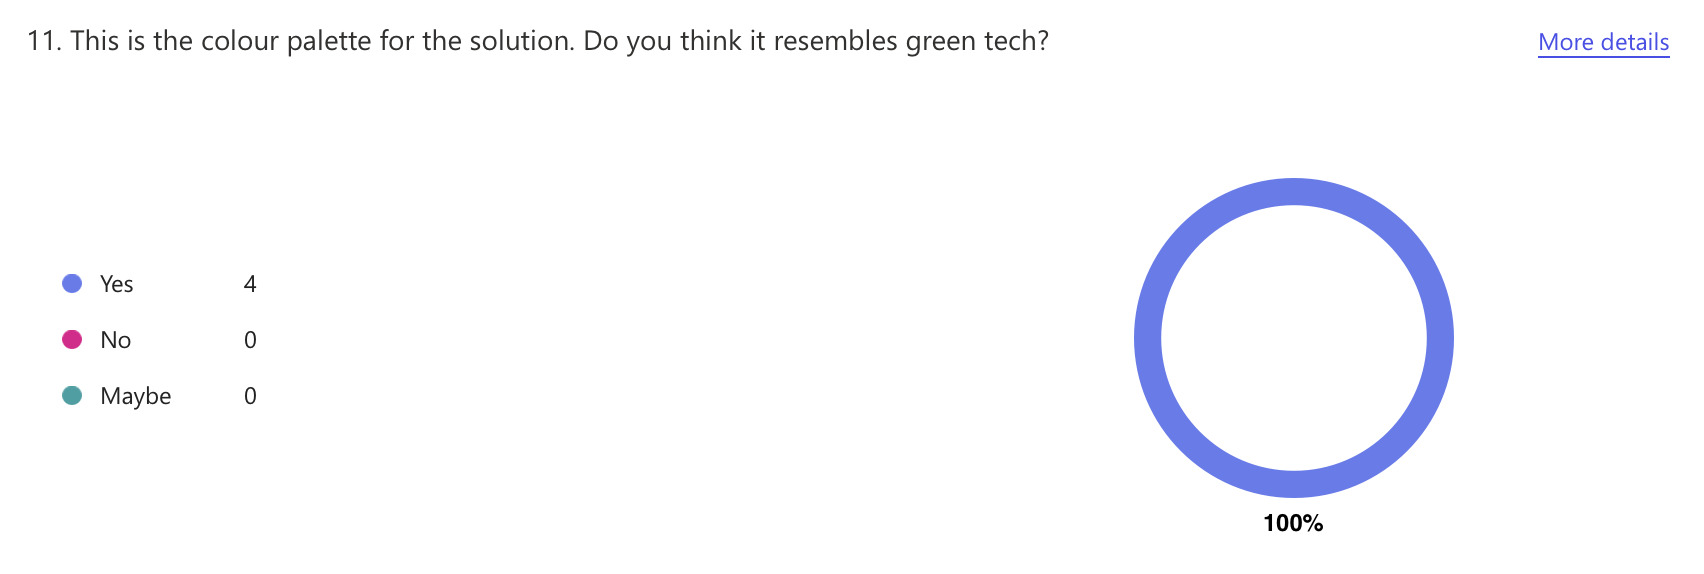 11. This is the colour palette for the solution. Do you think it resembles green tech?
More details
Yes 4
No 0
Maybe 0
100%